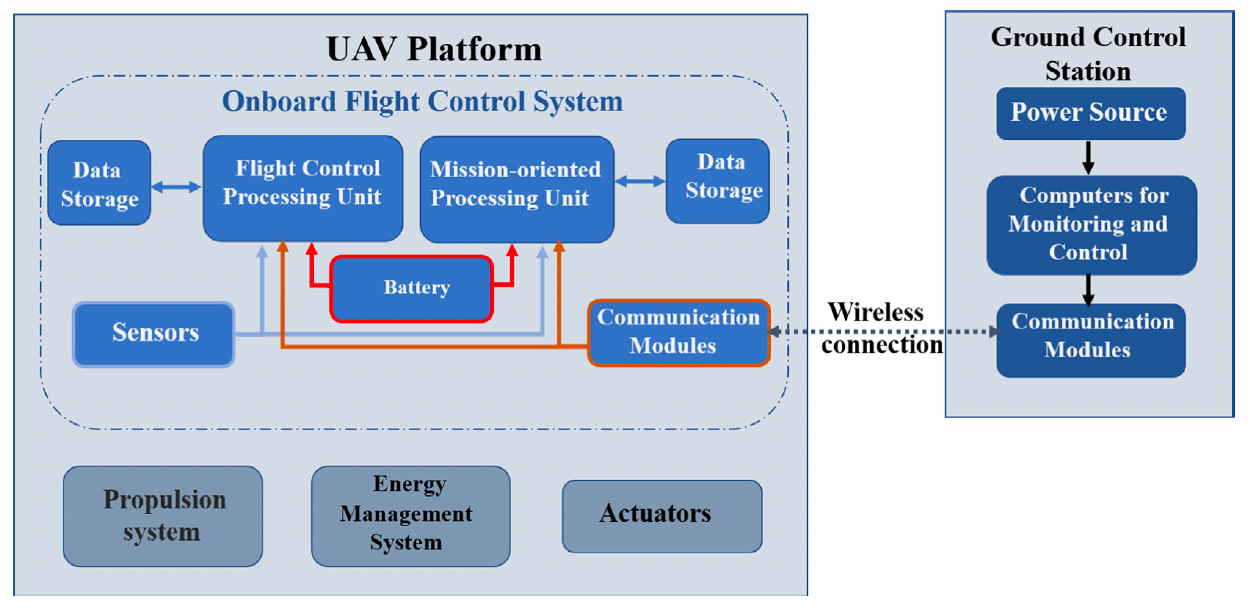 UAV Platform
Onboard Flight Control System
Data
Storage
Flight Control
Processing Unit
Mission-oriented
Processing Unit
Data
Storage
Battery
Sensors
Communication
Modules
Propulsion
system
Energy
Management
System
Actuators
Wireless
connection
Ground Control
Station
Power Source
Computers for
Monitoring and
Control
Communication
Modules